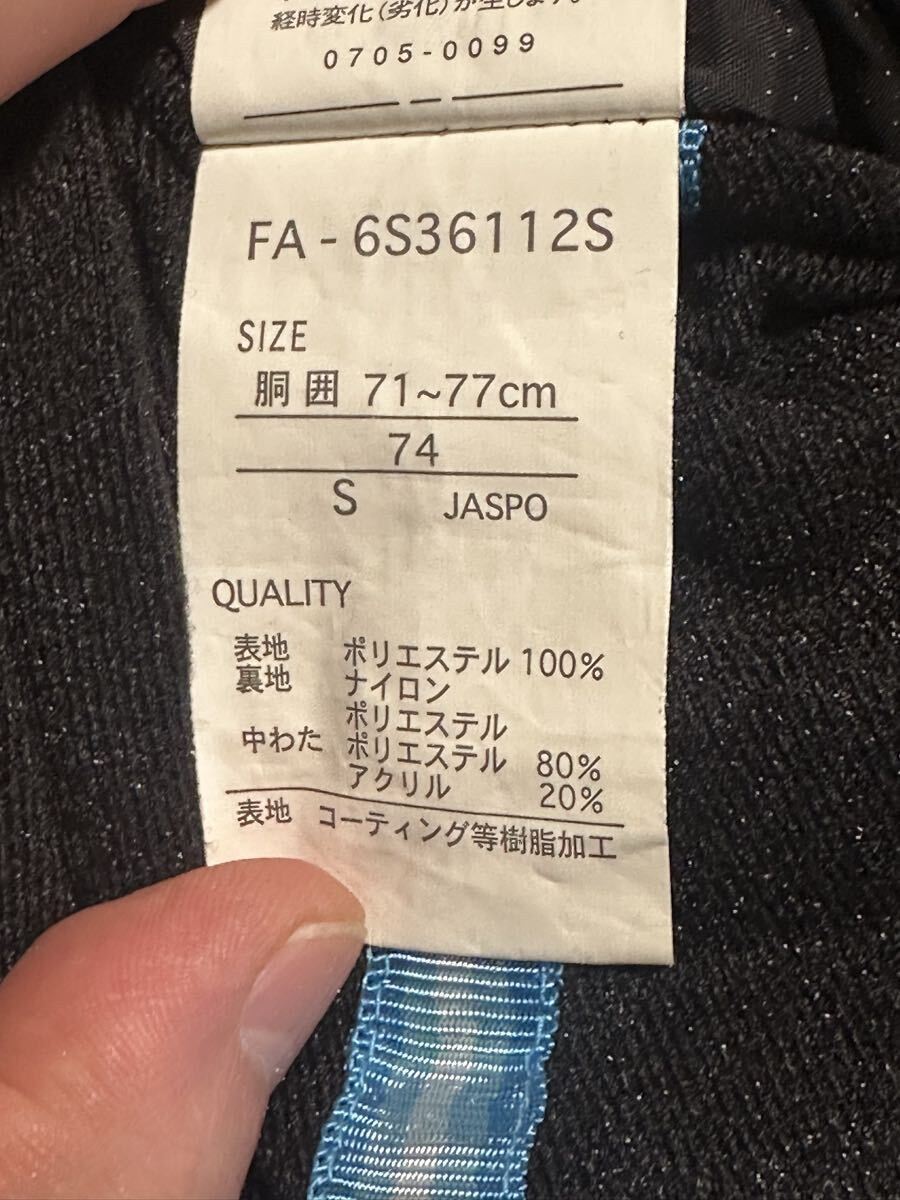 経時変化(劣化)が生じます。
0705-0099
FA-6S36112S
SIZE
胴囲 71~77cm
74
S JASPO
QUALITY
表地 ポリエステル 100%
裏地 ナイロン
ポリエステル
中わた ポリエステル 80%
アクリル 20%
表地 コーティング等樹脂加工